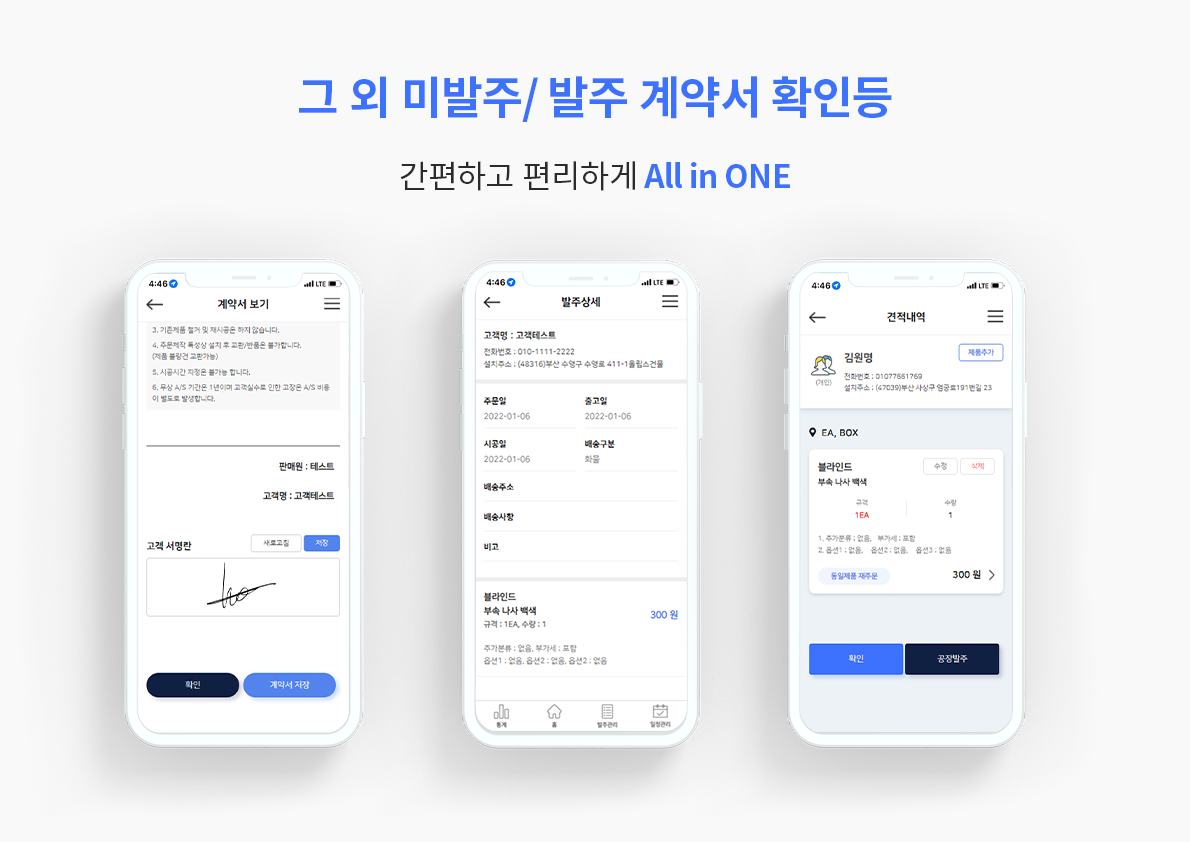 그 외 미발주/ 발주 계약서 확인등
간편하고 편리하게 All in ONE
4:46
LTE
계약서 보기
3. 기존제품 철거 및 재시공은 하지 않습니다.
4. 주문제작 특성상 설치 후 교환/반품은 불가합니다.
(제품 불량건 교환가능)
5. 시공시간 지정은 불가능 합니다.
6. 무상 A/S 기간은 1년이며 고객실수로 인한 고장은 A/S 비용
이 별도로 발생합니다.
판매원 : 테스트
고객명 : 고객테스트
고객 서명란
새로고침
저장
확인
계약서 저장
4:46
LTE
발주상세
고객명 : 고객테스트
전화번호 : 010-1111-2222
설치주소 : (48316)부산 수영구 수영로 411-1올림스건물
주문일
출고일
2022-01-06
2022-01-06
시공일
배송구분
2022-01-06
화물
배송주소
배송사항
비고
블라인드
부속 나사 백색
규격 : 1EA, 수량 : 1
300 원
추가분류 : 없음, 부가세 : 포함
옵션1 : 없음, 옵션2 : 없음, 옵션2 : 없음
통계
홈
발주관리
일정관리
4:46
LTE
견적내역
김원명
제품추가
(개인)
전화번호 : 01077661769
설치주소 : (47039)부산 사상구 엄궁로191번길 23
EA, BOX
블라인드
수정
삭제
부속 나사 백색
규격
수량
1EA
1
1. 추가분류 : 없음, 부가세 : 포함
2. 옵션1 : 없음, 옵션2 : 없음, 옵션3 : 없음
동일제품 재주문
300 원
확인
공장발주